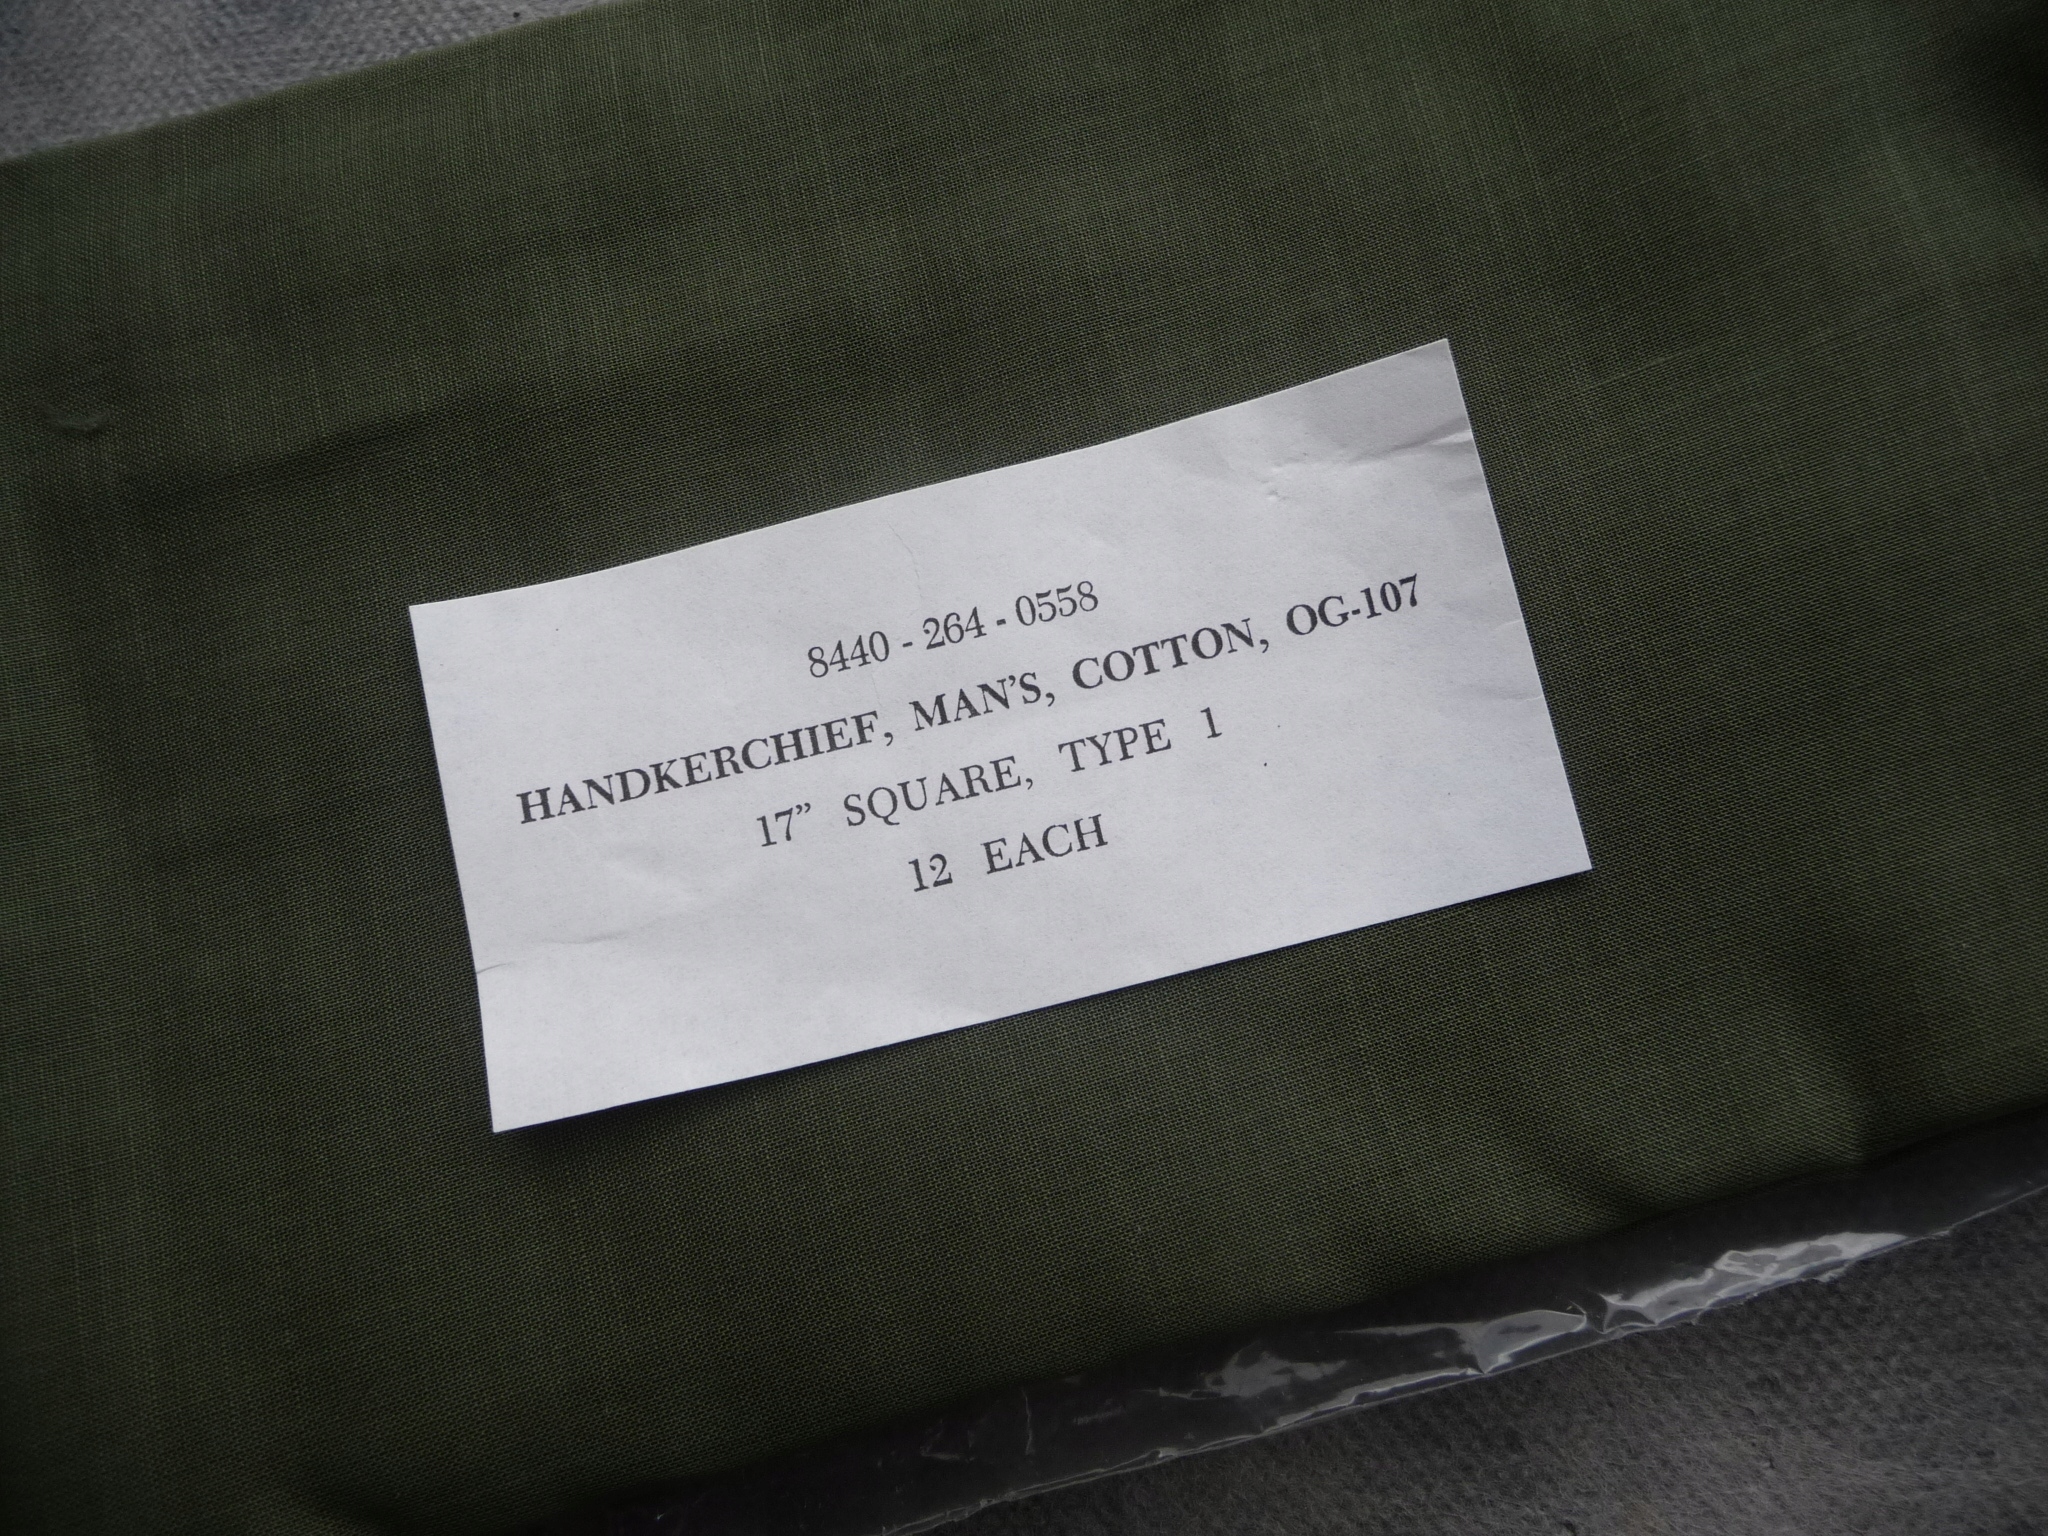 8440 - 264 - 0558
HANDKERCHIEF, MAN'S, COTTON, OG-107
17” SQUARE, TYPE 1
12 EACH